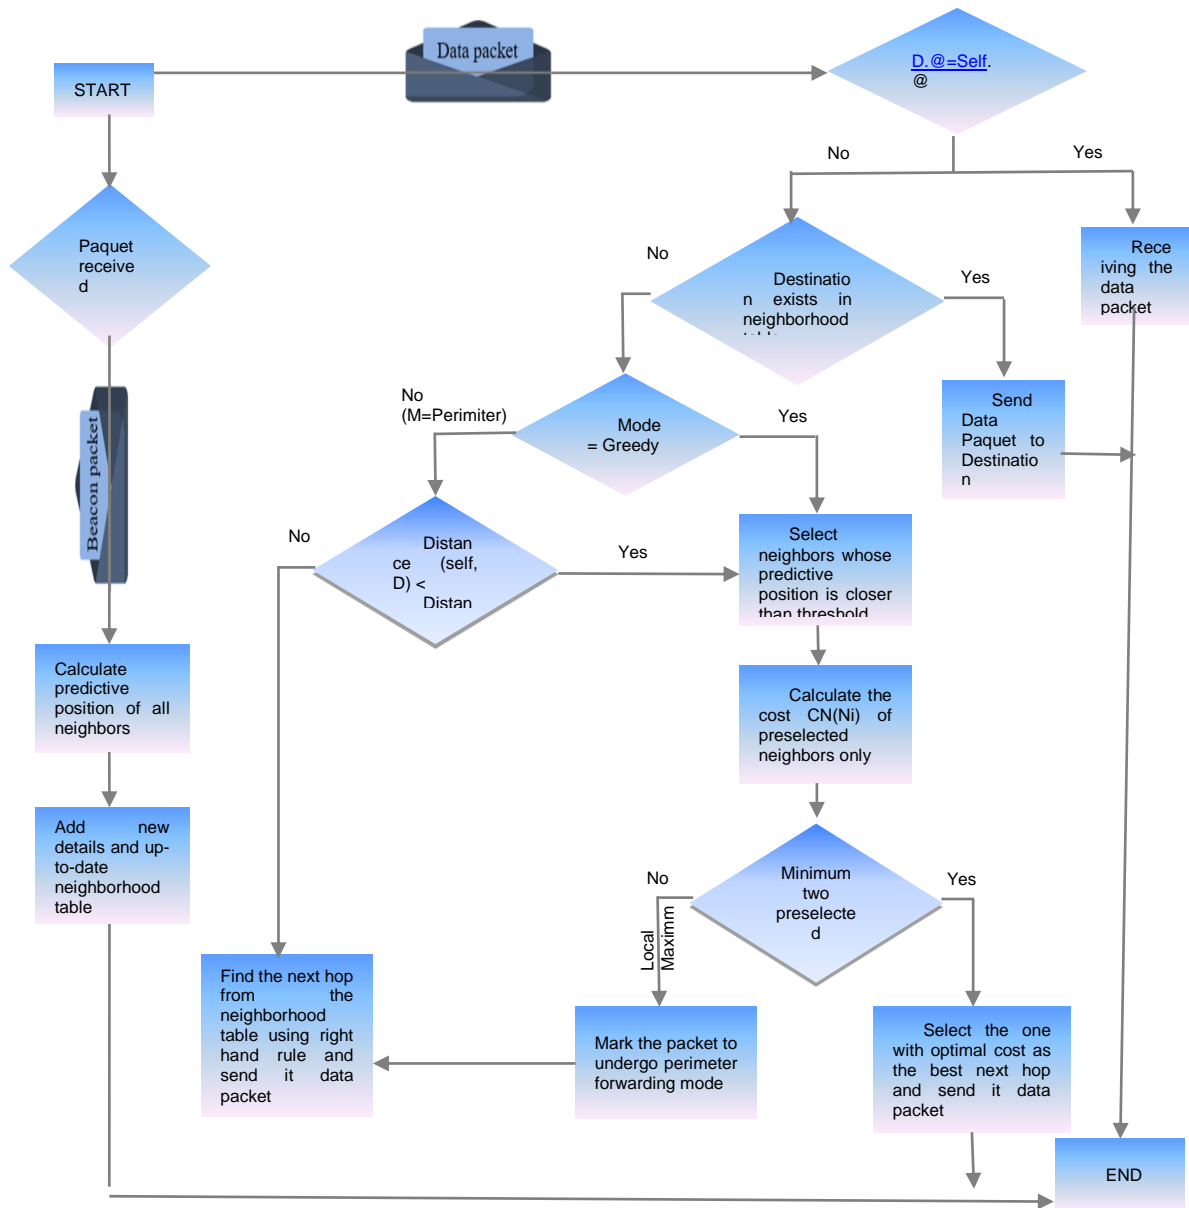 Data packet
D.@=Self.
@
START
No
Yes
Paquet
receive
d
Rece
iving the
data
packet
No
Destinatio
n exists in
neighborhood
Yes
Beacon packet
No
(M=Perimiter)
Mode
= Greedy
Yes
Send
Data
Paquet to
Destinatio
n
No
Distan
ce (self,
D) <
Distan
Yes
Select
neighbors whose
predictive
position is closer
than threshold
Calculate
predictive
position of all
neighbors
Calculate the
cost CN(Ni) of
preselected
neighbors only
Add new
details and up-
to-date
neighborhood
table
No
Minimum
two
preselecte
d
Yes
Local
Maximm
Find the next hop
from the
neighborhood
table using right
hand rule and
send it data
packet
Mark the packet to
undergo perimeter
forwarding mode
Select the one
with optimal cost as
the best next hop
and send it data
packet
END